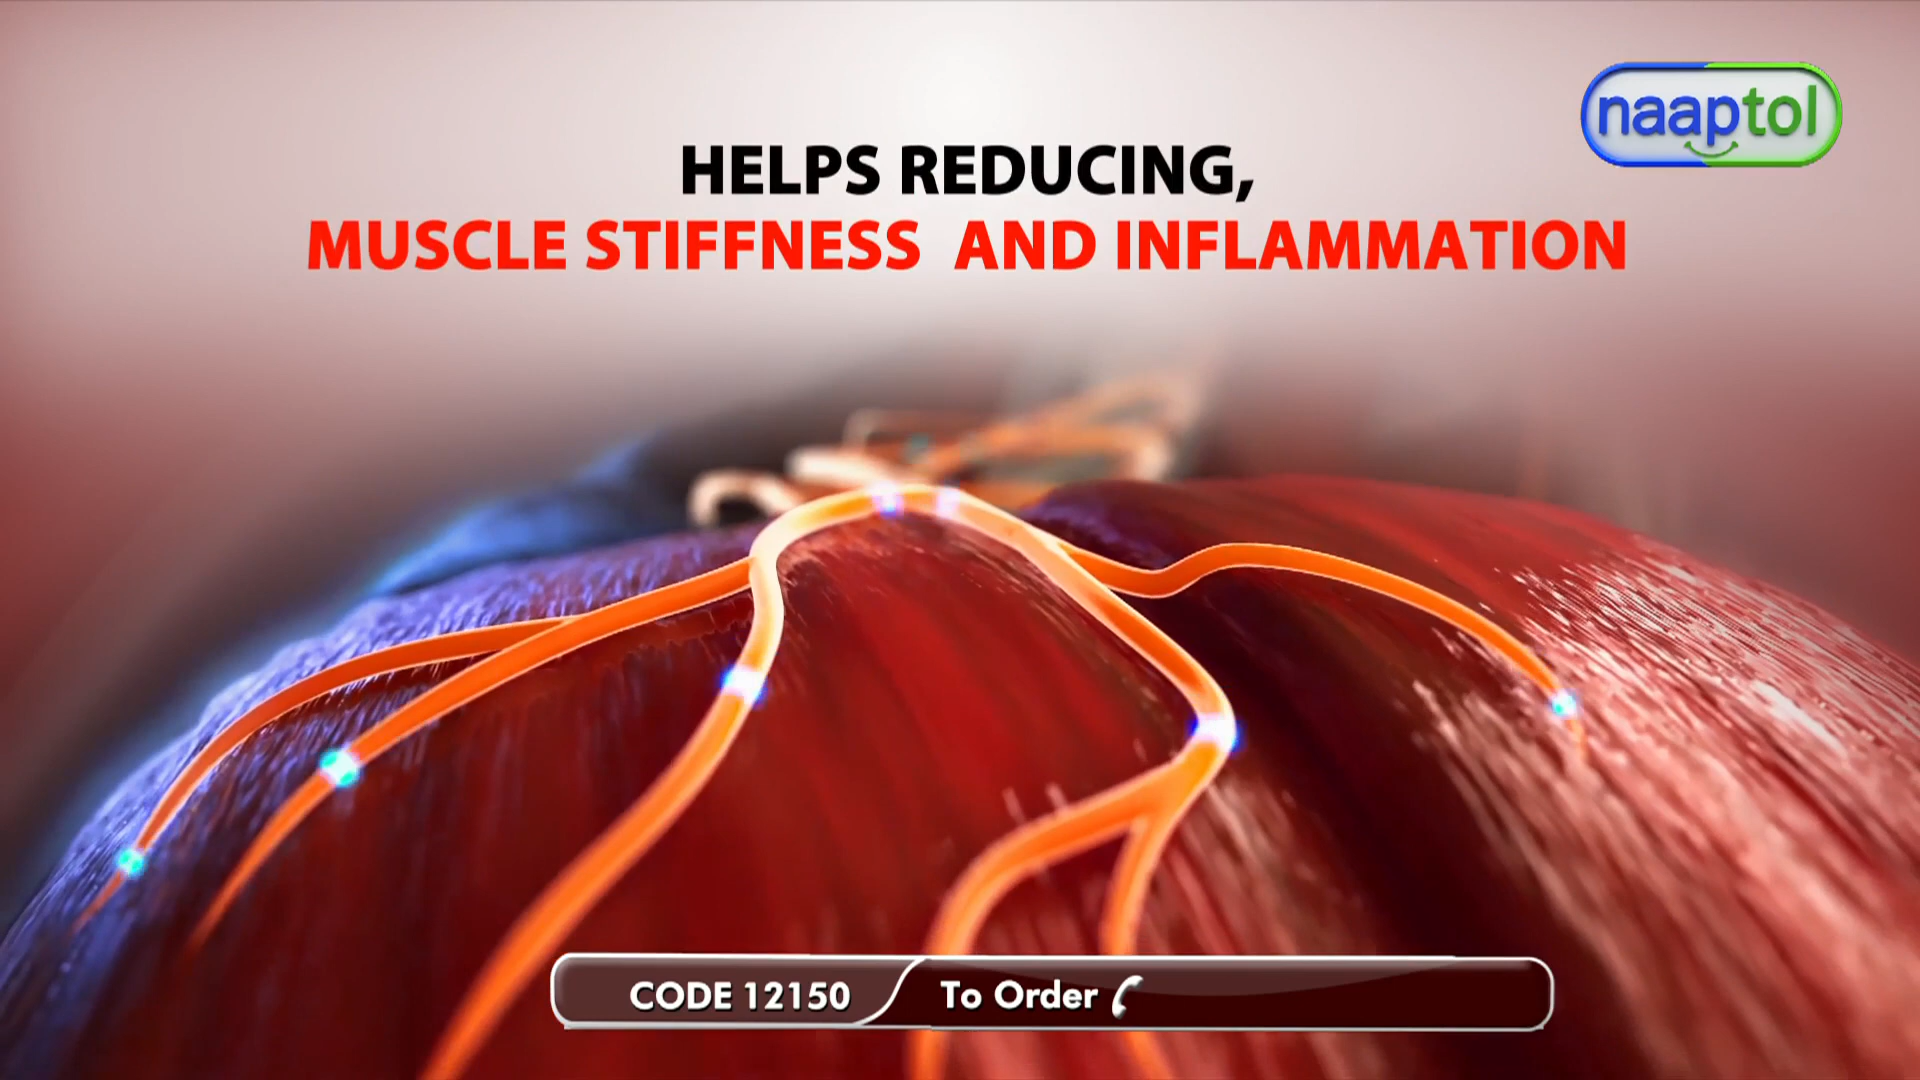 naaptol
HELPS REDUCING,
MUSCLE STIFFNESS AND INFLAMMATION
CODE 12150 To Order